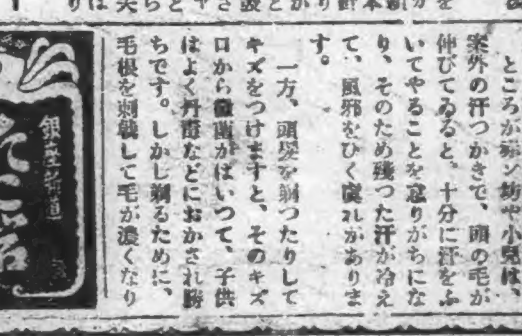 ところが赤ン坊や小児は、
案外の汗つかきで、頭の毛が
伸びてゐると、十分に汗をふ
いてやることを怠りがちにな
り、そのため残つた汗が冷え
て、風邪をひく虞れがありま
す。
一方、頭髪を剃つたりして
キズをつけますと、そのキズ
口から黴菌がはいつて、子供
はよく丹毒などにおかされ勝
ちです。しかし剃るために、
毛根を刺戟して毛が濃くなり
銀座新道